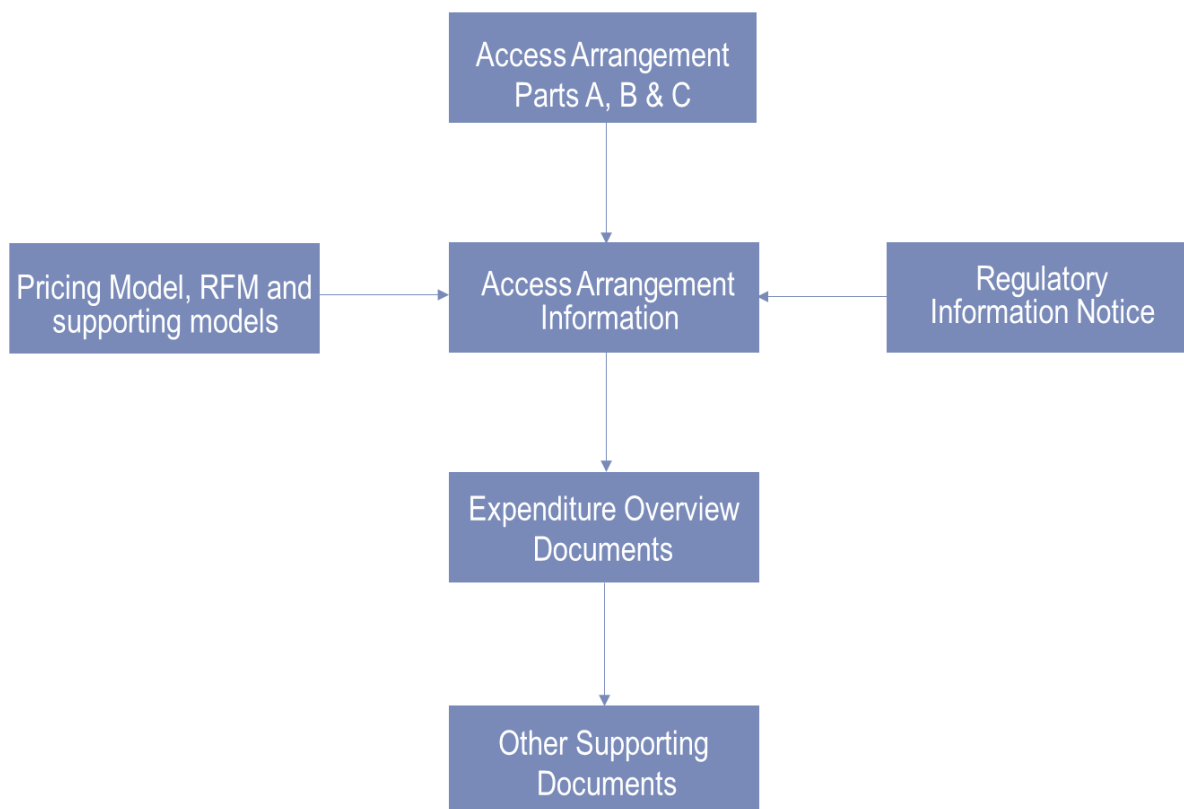 Access Arrangement
Parts A, B & C
Pricing Model, RFM and
supporting models
Access Arrangement
Information
Regulatory
Information Notice
Expenditure Overview
Documents
Other Supporting
Documents